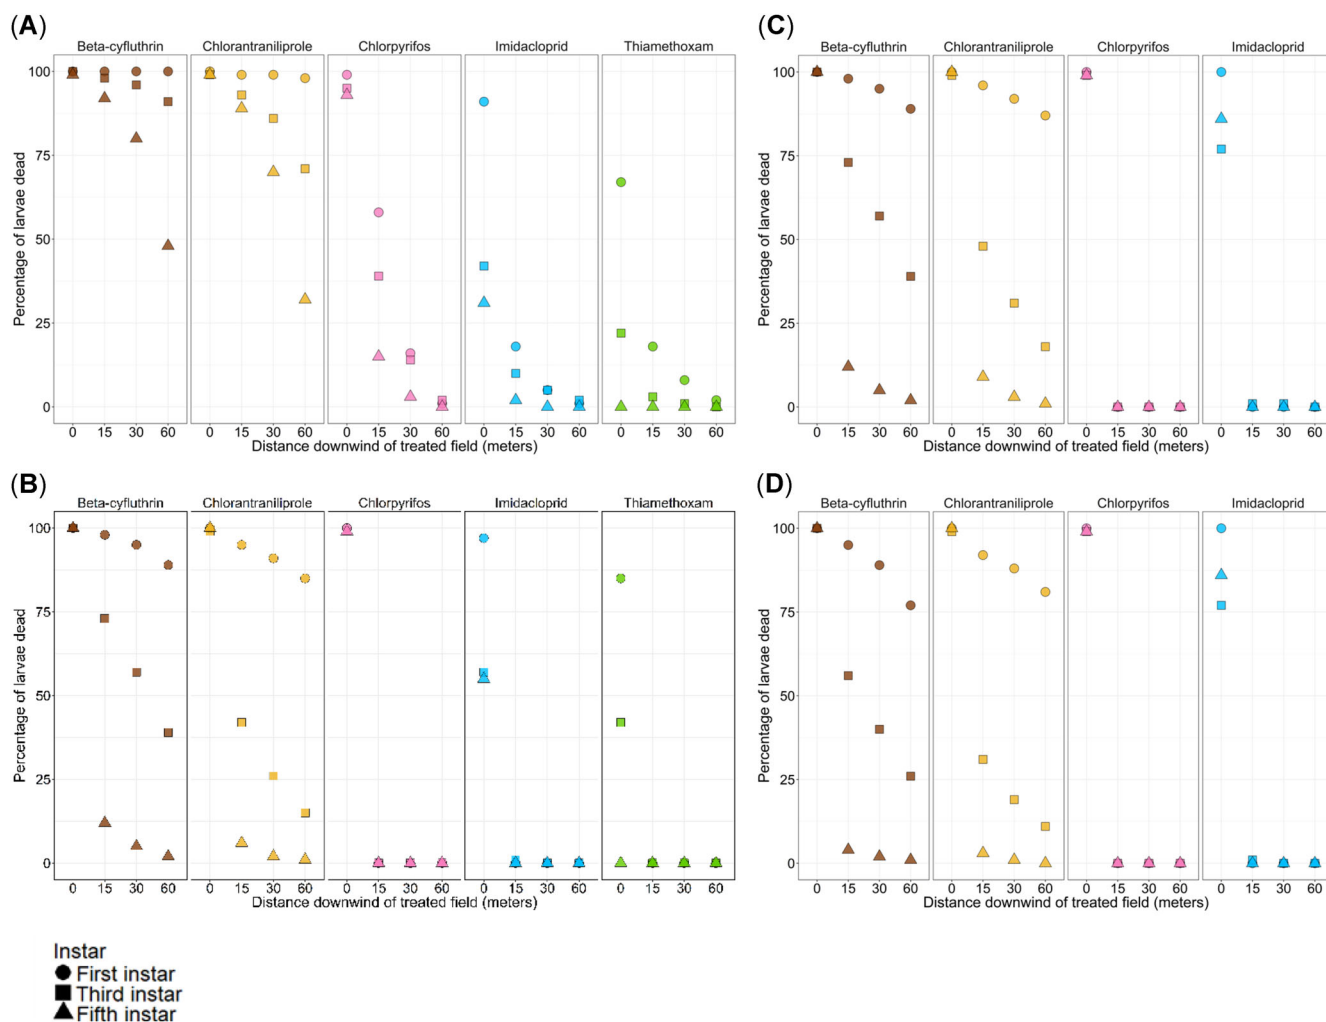 (A)
Beta-cyfluthrin Chlorantraniliprole Chlorpyrifos Imidacloprid Thiamethoxam
Percentage of larvae dead
100
75
50
25
0
0 15 30 60 0 15 30 60 0 15 30 60 0 15 30 60 0 15 30 60
Distance downwind of treated field (meters)
(C)
Beta-cyfluthrin Chlorantraniliprole Chlorpyrifos Imidacloprid
Percentage of larvae dead
100
75
50
25
0
0 15 30 60 0 15 30 60 0 15 30 60 0 15 30 60
Distance downwind of treated field (meters)
(B)
Beta-cyfluthrin Chlorantraniliprole Chlorpyrifos Imidacloprid Thiamethoxam
Percentage of larvae dead
100
75
50
25
0
0 15 30 60 0 15 30 60 0 15 30 60 0 15 30 60 0 15 30 60
Distance downwind of treated field (meters)
(D)
Beta-cyfluthrin Chlorantraniliprole Chlorpyrifos Imidacloprid
Percentage of larvae dead
100
75
50
25
0
0 15 30 60 0 15 30 60 0 15 30 60 0 15 30 60
Distance downwind of treated field (meters)
Instar
First instar
Third instar
Fifth instar